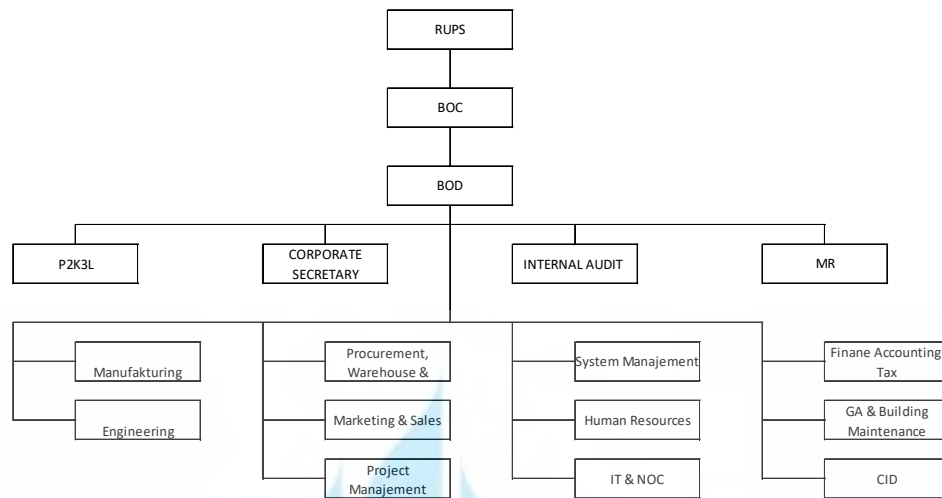 RUPS
BOC
BOD
P2K3L
CORPORATE
SECRETARY
INTERNAL AUDIT
MR
Manufakturing
Engineering
Procurement,
Warehouse &
Marketing & Sales
Project
Manajement
System Manajement
Human Resources
IT & NOC
Finane Accounting
Tax
GA & Building
Maintenance
CID